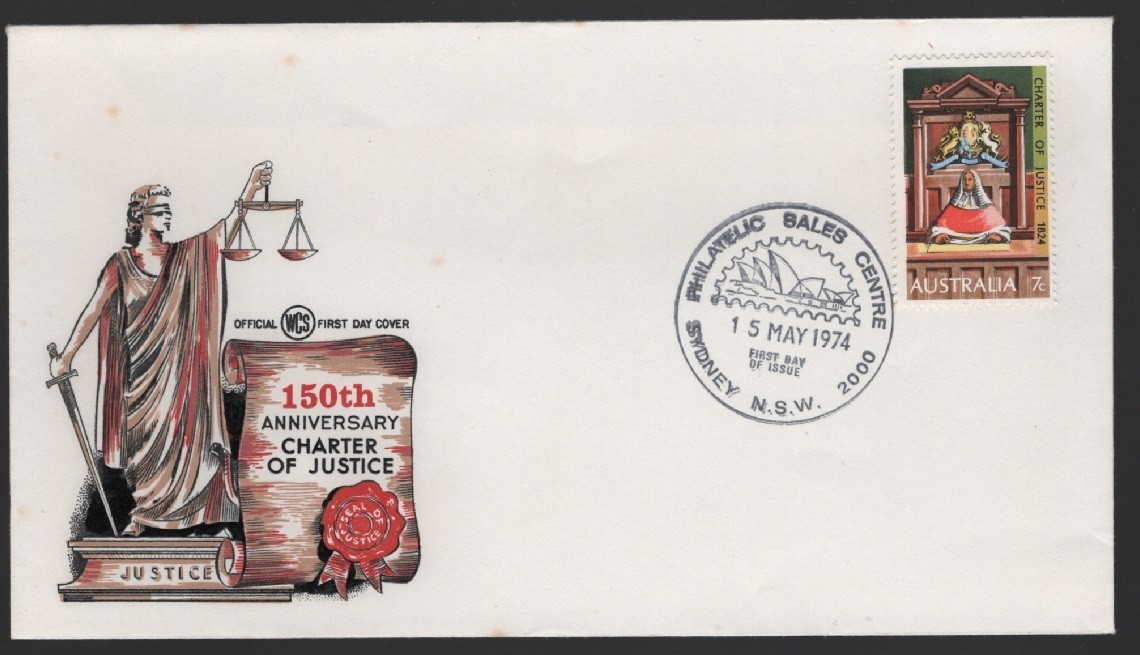 OFFICIAL WCS FIRST DAY COVER
150th
ANNIVERSARY
CHARTER
OF JUSTICE
SEAL OF
JUSTICE
JUSTICE
PHILATELIC SALES CENTRE
15 MAY 1974
FIRST DAY
OF ISSUE
SYDNEY N.S.W. 2000
CHARTER OF JUSTICE 1824
AUSTRALIA 7c